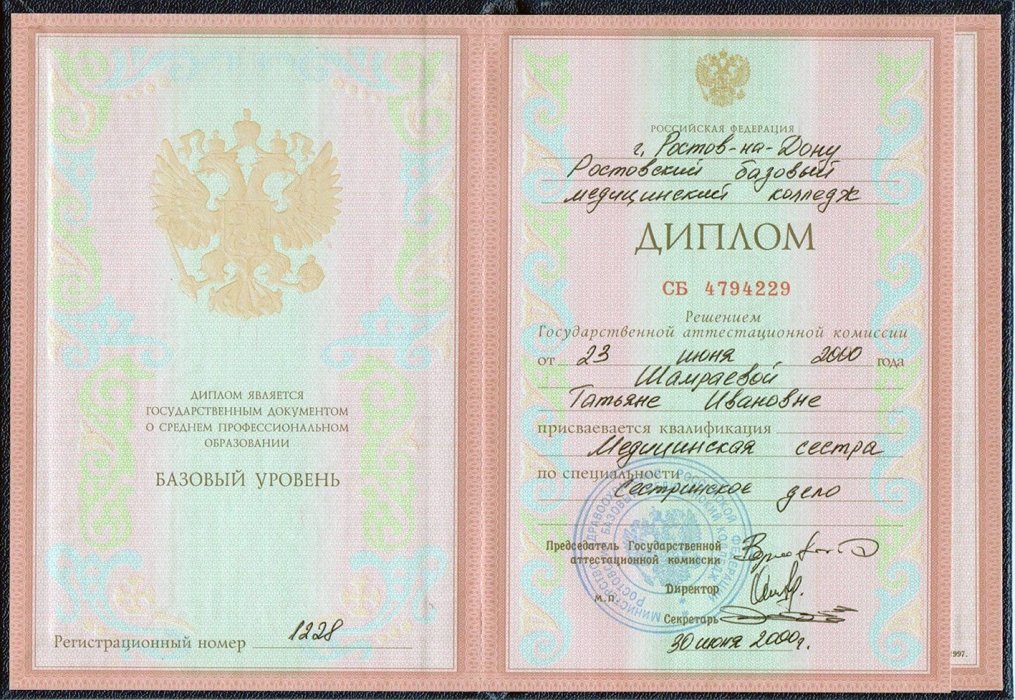 ДИПЛОМ ЯВЛЯЕТСЯ
ГОСУДАРСТВЕННЫМ ДОКУМЕНТОМ
О СРЕДНЕМ ПРОФЕССИОНАЛЬНОМ
ОБРАЗОВАНИИ
БАЗОВЫЙ УРОВЕНЬ
Регистрационный номер 1228
РОССИЙСКАЯ ФЕДЕРАЦИЯ
г. Ростов-на-Дону
Ростовский базовый
медицинский колледж
ДИПЛОМ
СБ 4794229
Решением
Государственной аттестационной комиссии
от 23 июня 2000 года
Шамраевой
Татьяне Ивановне
присваевается квалификация
Медицинская сестра
по специальности
Сестринское дело
Председатель Государственной
аттестационной комиссии
Директор
М.П.
Секретарь
30 июня 2000г.
1997.